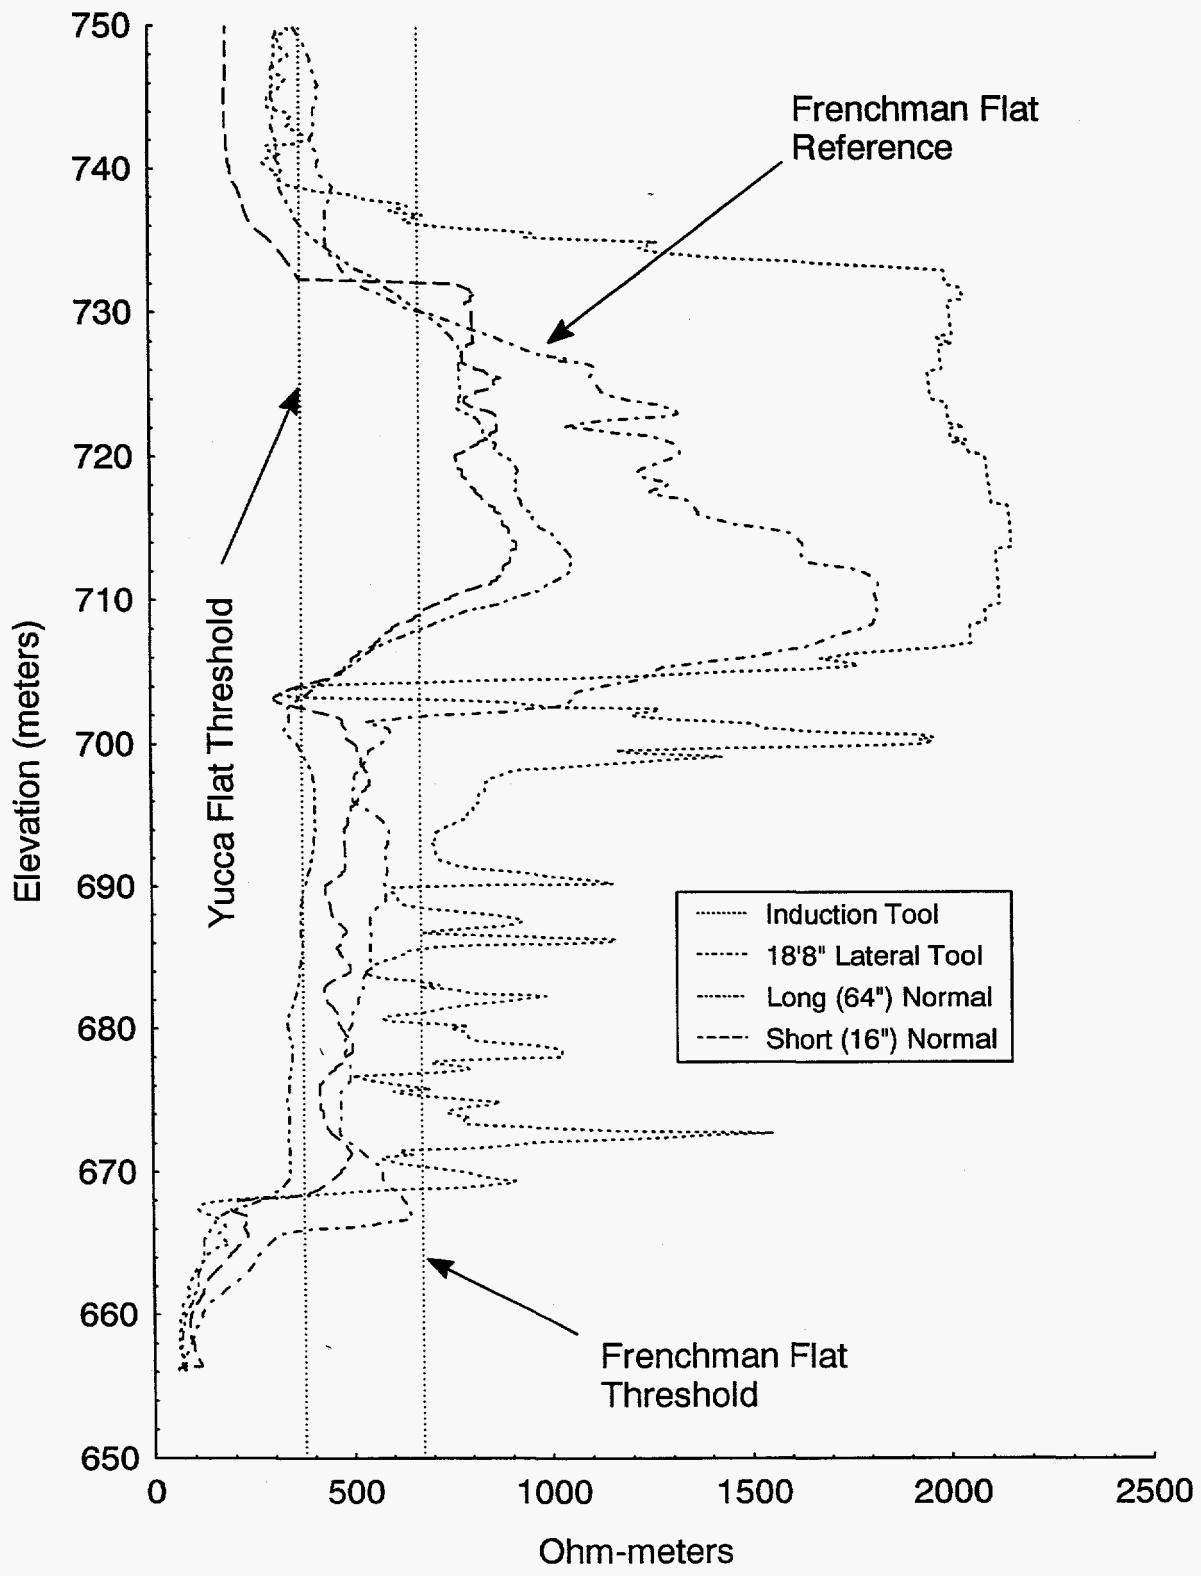 750
740
730
720
710
700
690
680
670
660
650
Elevation (meters)
Frenchman Flat
Reference
Yucca Flat Threshold
Induction Tool
18'8" Lateral Tool
Long (64") Normal
Short (16") Normal
Frenchman Flat
Threshold
0 500 1000 1500 2000 2500
Ohm-meters